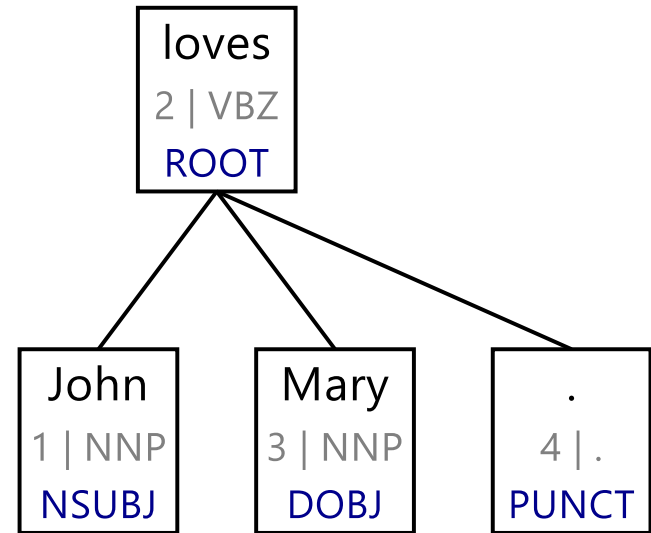 loves
2 | VBZ
ROOT
John
1 | NNP
NSUBJ
Mary
3 | NNP
DOBJ
.
4 | .
PUNCT